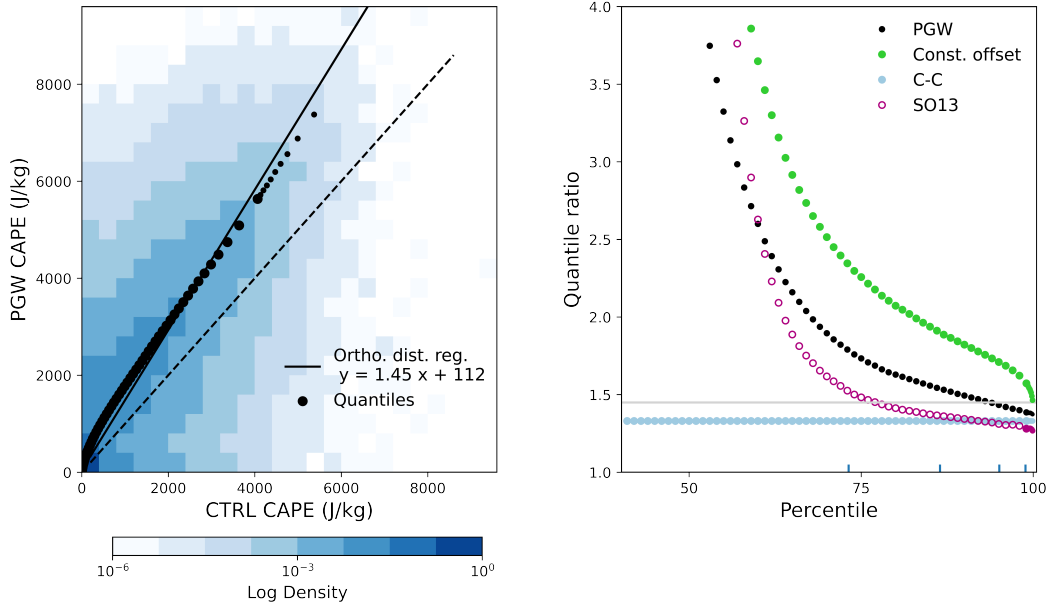 PGW CAPE (J/kg)
8000
6000
4000
2000
0
0
2000
4000
6000
8000
CTRL CAPE (J/kg)
Ortho. dist. reg.
y = 1.45 x + 112
Quantiles
10⁻⁶
10⁻³
10⁰
Log Density
Quantile ratio
4.0
3.5
3.0
2.5
2.0
1.5
1.0
50
75
100
Percentile
PGW
Const. offset
C-C
SO13